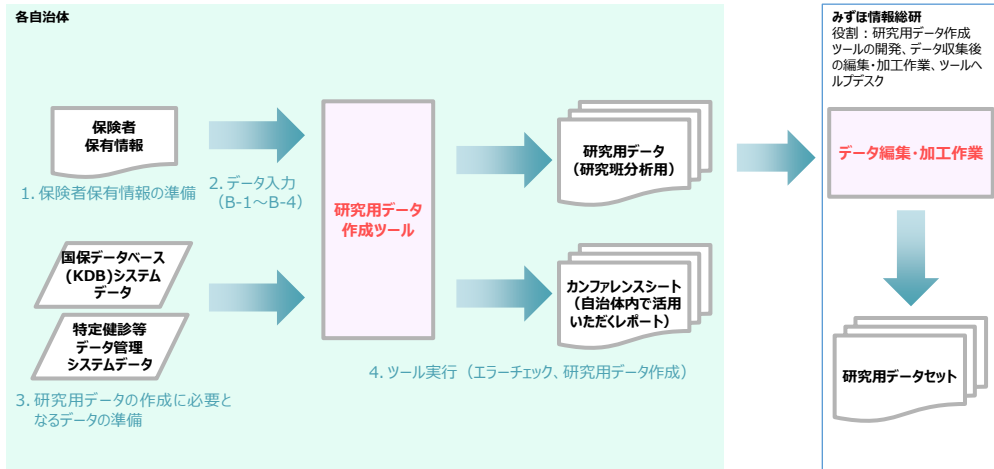 各自治体
保険者
保有情報
1. 保険者保有情報の準備
2. データ入力
（B-1～B-4）
国保データベース
(KDB)システム
データ
特定健診等
データ管理
システムデータ
3. 研究用データの作成に必要と
なるデータの準備
研究用データ
作成ツール
研究用データ
（研究班分析用）
カンファレンスシート
（自治体内で活用
いただくレポート）
4. ツール実行（エラーチェック、研究用データ作成）
みずほ情報総研
役割：研究用データ作成
ツールの開発、データ収集後
の編集・加工作業、ツールヘ
ルプデスク
データ編集・加工作業
研究用データセット